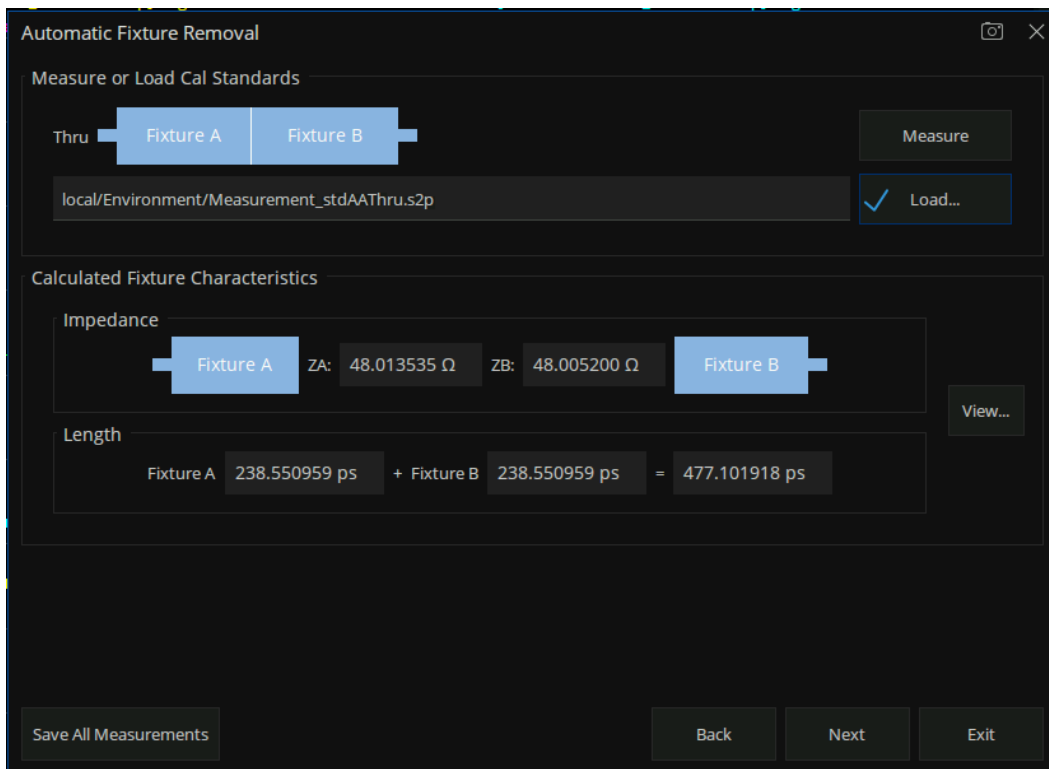 Automatic Fixture Removal
Measure or Load Cal Standards
Thru Fixture A Fixture B Measure
local/Environment/Measurement_stdAAThru.s2p Load...
Calculated Fixture Characteristics
Impedance
Fixture A ZA: 48.013535 Ω ZB: 48.005200 Ω Fixture B
View...
Length
Fixture A 238.550959 ps + Fixture B 238.550959 ps = 477.101918 ps
Save All Measurements Back Next Exit